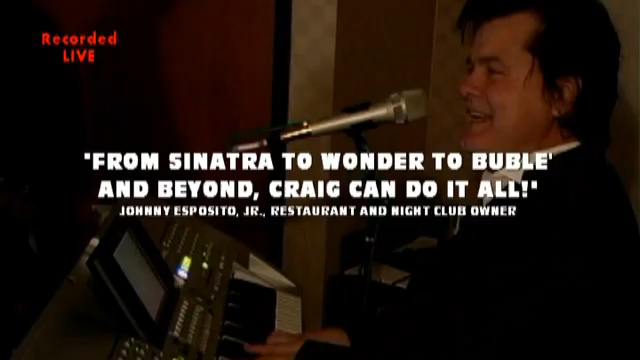 Recorded
LIVE
"FROM SINATRA TO WONDER TO BUBLE'
AND BEYOND, CRAIG CAN DO IT ALL!"
JOHNNY ESPOSITO, JR., RESTAURANT AND NIGHT CLUB OWNER